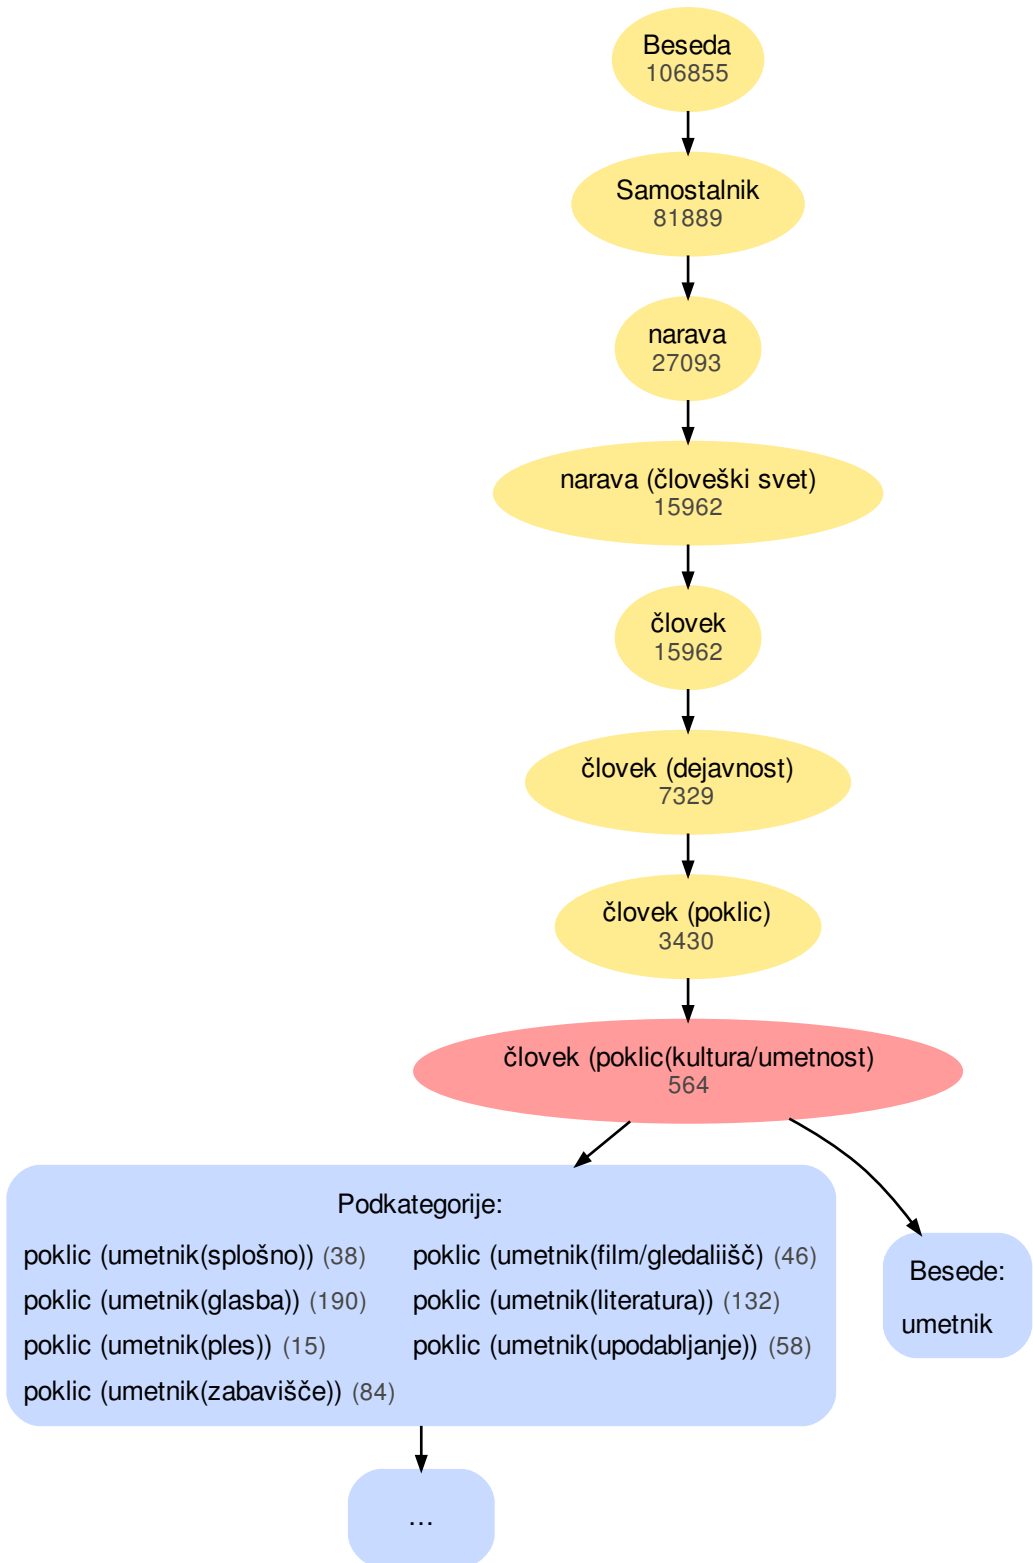 Beseda
106855
Samostalnik
81889
narava
27093
narava (človeški svet)
15962
človek
15962
človek (dejavnost)
7329
človek (poklic)
3430
človek (poklic(kultura/umetnost)
564
Podkategorije:
poklic (umetnik(splošno)) (38) poklic (umetnik(film/gledaliišč) (46)
poklic (umetnik(glasba)) (190) poklic (umetnik(literatura)) (132)
poklic (umetnik(ples)) (15) poklic (umetnik(upodabljanje)) (58)
poklic (umetnik(zabavišče)) (84)
Besede:
umetnik
…